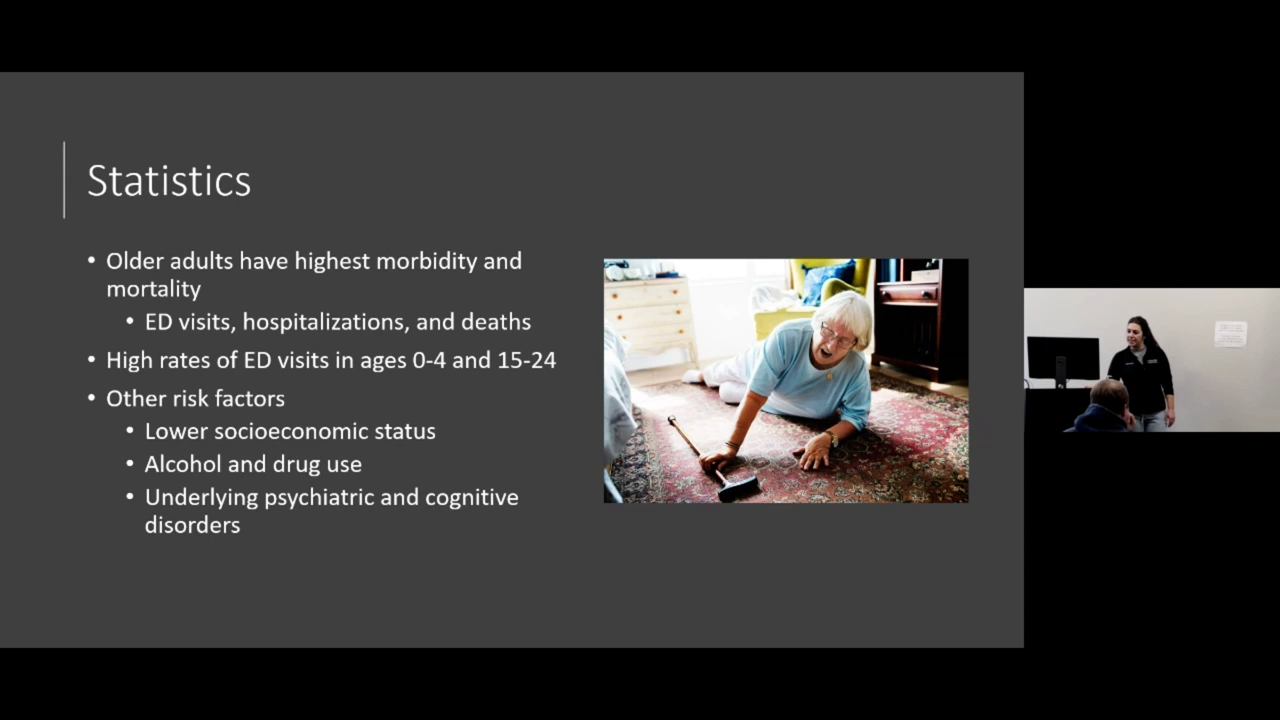 Statistics
• Older adults have highest morbidity and
mortality
• ED visits, hospitalizations, and deaths
• High rates of ED visits in ages 0-4 and 15-24
• Other risk factors
• Lower socioeconomic status
• Alcohol and drug use
• Underlying psychiatric and cognitive
disorders